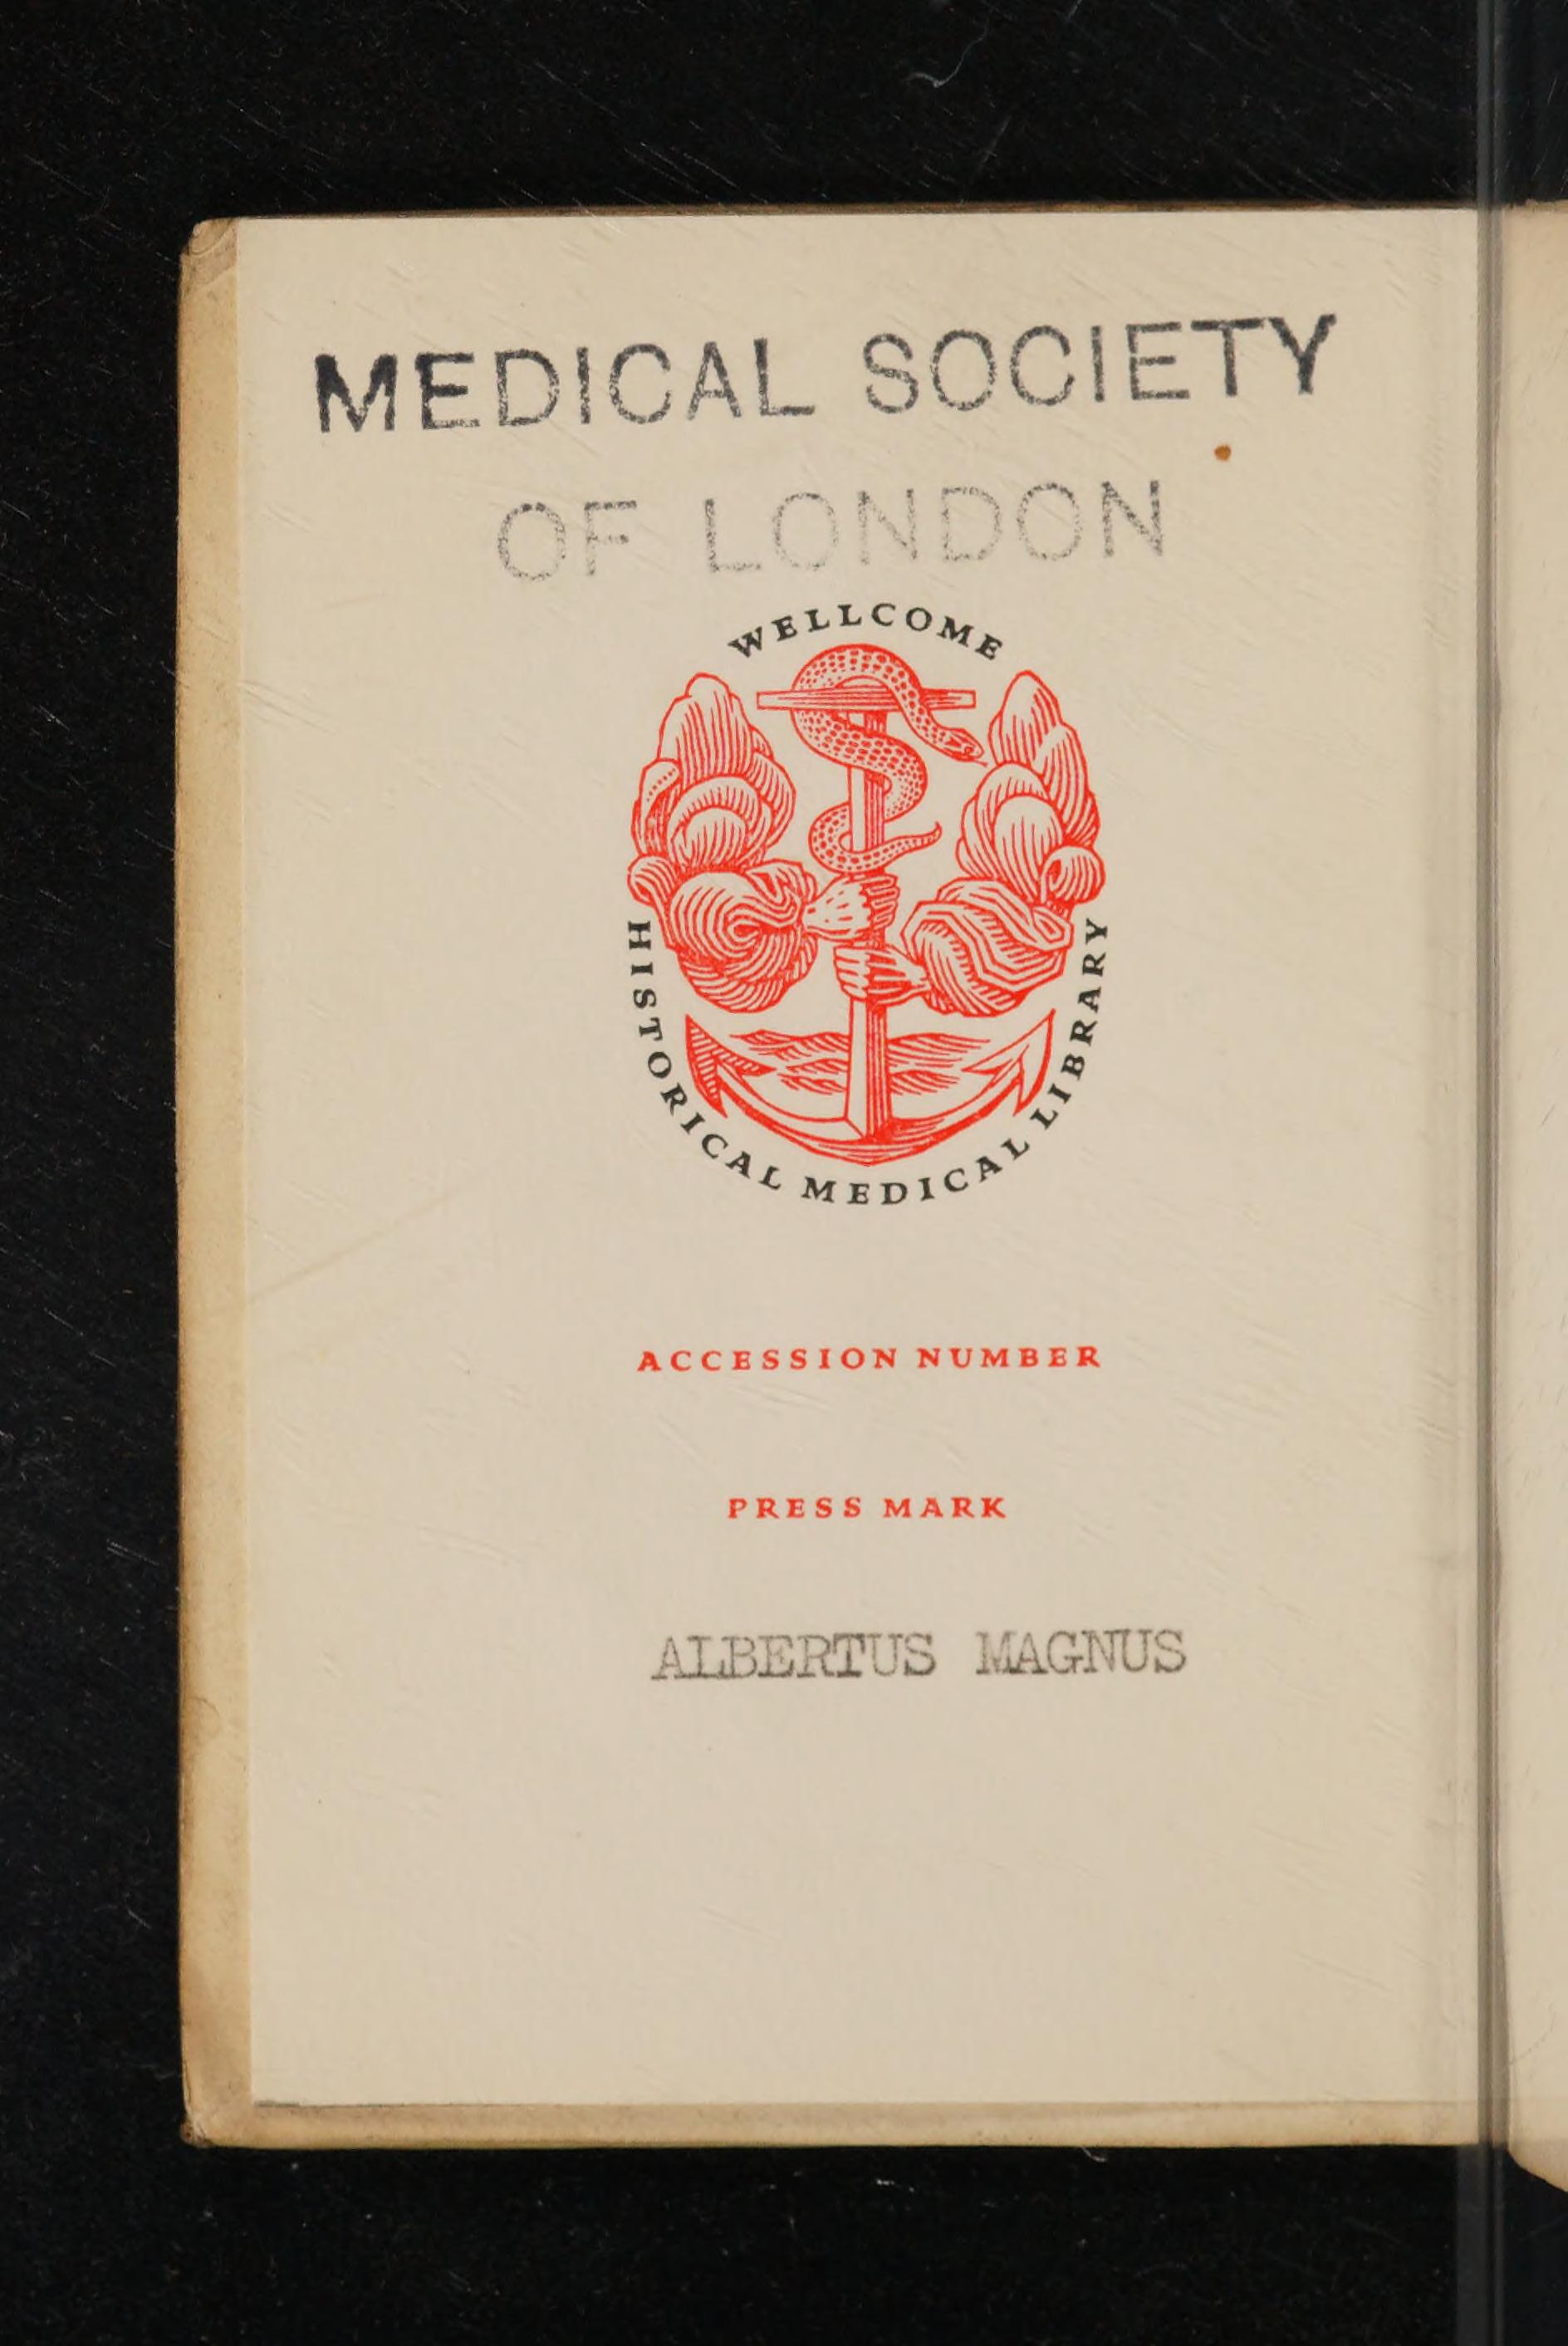 MEDICAL SOCIETY
OF LONDON
WELLCOME
HISTORICAL MEDICAL LIBRARY
ACCESSION NUMBER
PRESS MARK
ALBERTUS MAGNUS